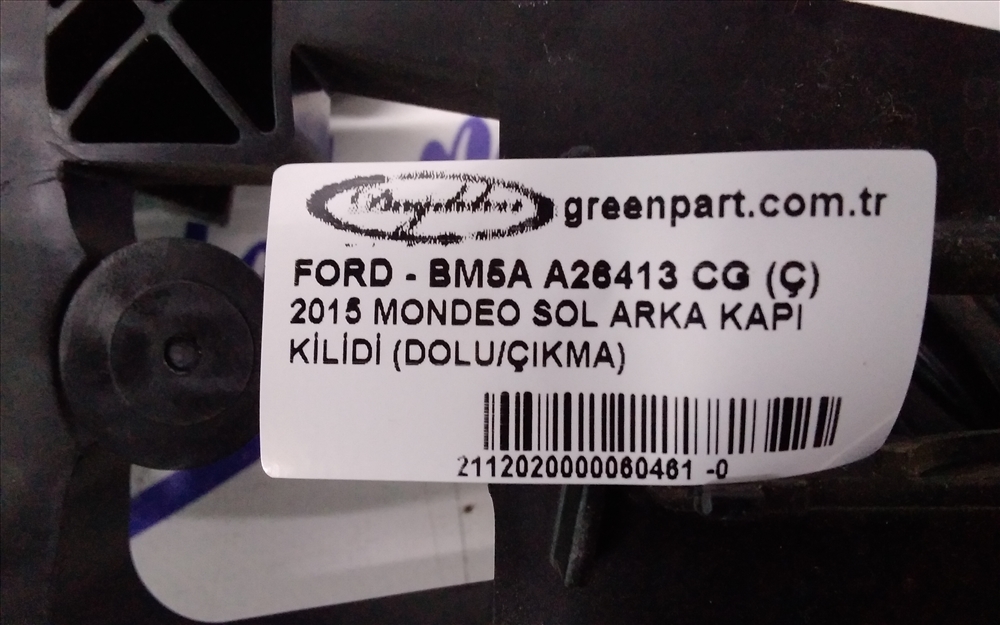 greenpart.com.tr
FORD - BM5A A26413 CG (Ç)
2015 MONDEO SOL ARKA KAPI
KİLİDİ (DOLU/ÇIKMA)
2112020000060461 -0